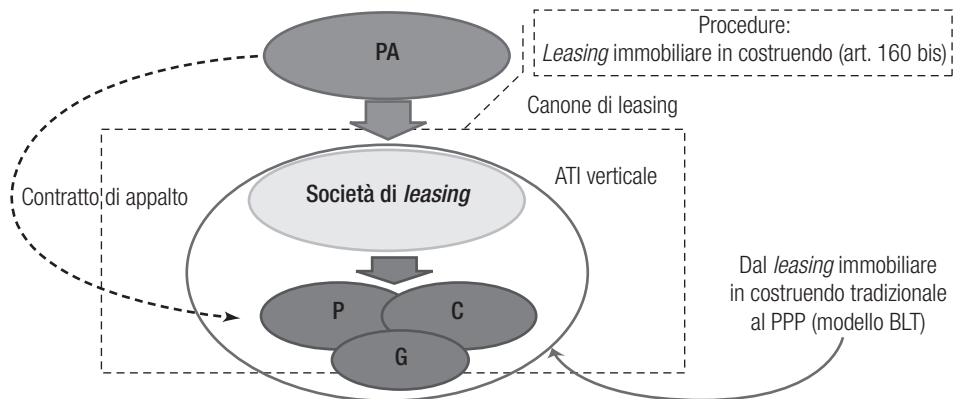 PA
Procedure:
Leasing immobiliare in costruendo (art. 160 bis)
Canone di leasing
ATI verticale
Contratto di appalto
Società di leasing
Dal leasing immobiliare
in costruendo tradizionale
al PPP (modello BLT)
P
C
G